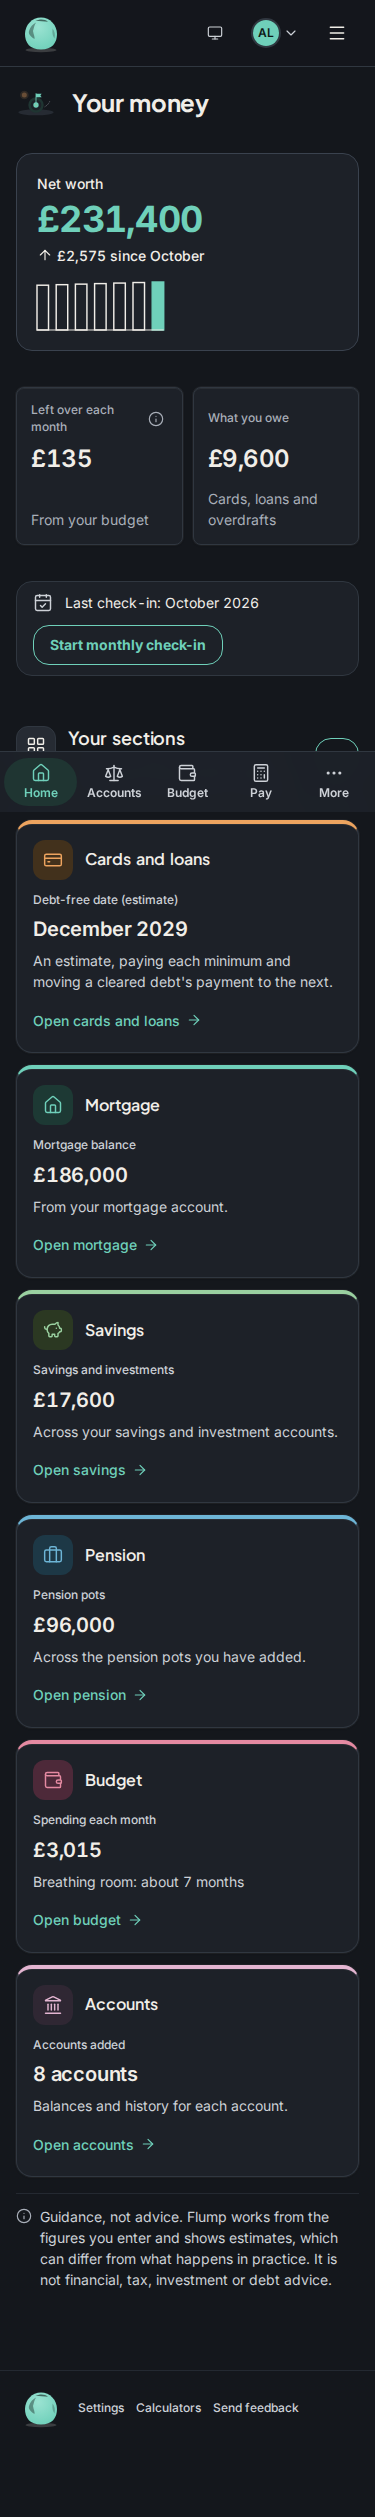 AL
Your money
Net worth
£231,400
↑ £2,575 since October
Left over each
month
£135
From your budget
What you owe
£9,600
Cards, loans and
overdrafts
Last check-in: October 2026
Start monthly check-in
Your sections
Home
Accounts
Budget
Pay
More
Cards and loans
Debt-free date (estimate)
December 2029
An estimate, paying each minimum and
moving a cleared debt's payment to the next.
Open cards and loans →
Mortgage
Mortgage balance
£186,000
From your mortgage account.
Open mortgage →
Savings
Savings and investments
£17,600
Across your savings and investment accounts.
Open savings →
Pension
Pension pots
£96,000
Across the pension pots you have added.
Open pension →
Budget
Spending each month
£3,015
Breathing room: about 7 months
Open budget →
Accounts
Accounts added
8 accounts
Balances and history for each account.
Open accounts →
Guidance, not advice. Flump works from the
figures you enter and shows estimates, which
can differ from what happens in practice. It is
not financial, tax, investment or debt advice.
Settings
Calculators
Send feedback